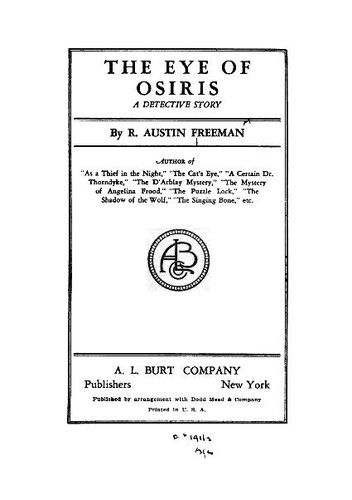 THE EYE OF
OSIRIS
A DETECTIVE STORY
By R. AUSTIN FREEMAN
AUTHOR of
"As a Thief in the Night," "The Cat's Eye," "A Certain Dr.
Thorndyke," "The D'Arblay Mystery," "The Mystery
of Angelina Frood," "The Puzzle Lock," "The
Shadow of the Wolf," "The Singing Bone," etc.
A. L. BURT COMPANY
Publishers New York
Published by arrangement with Dodd Mead & Company
Printed in U. S. A.